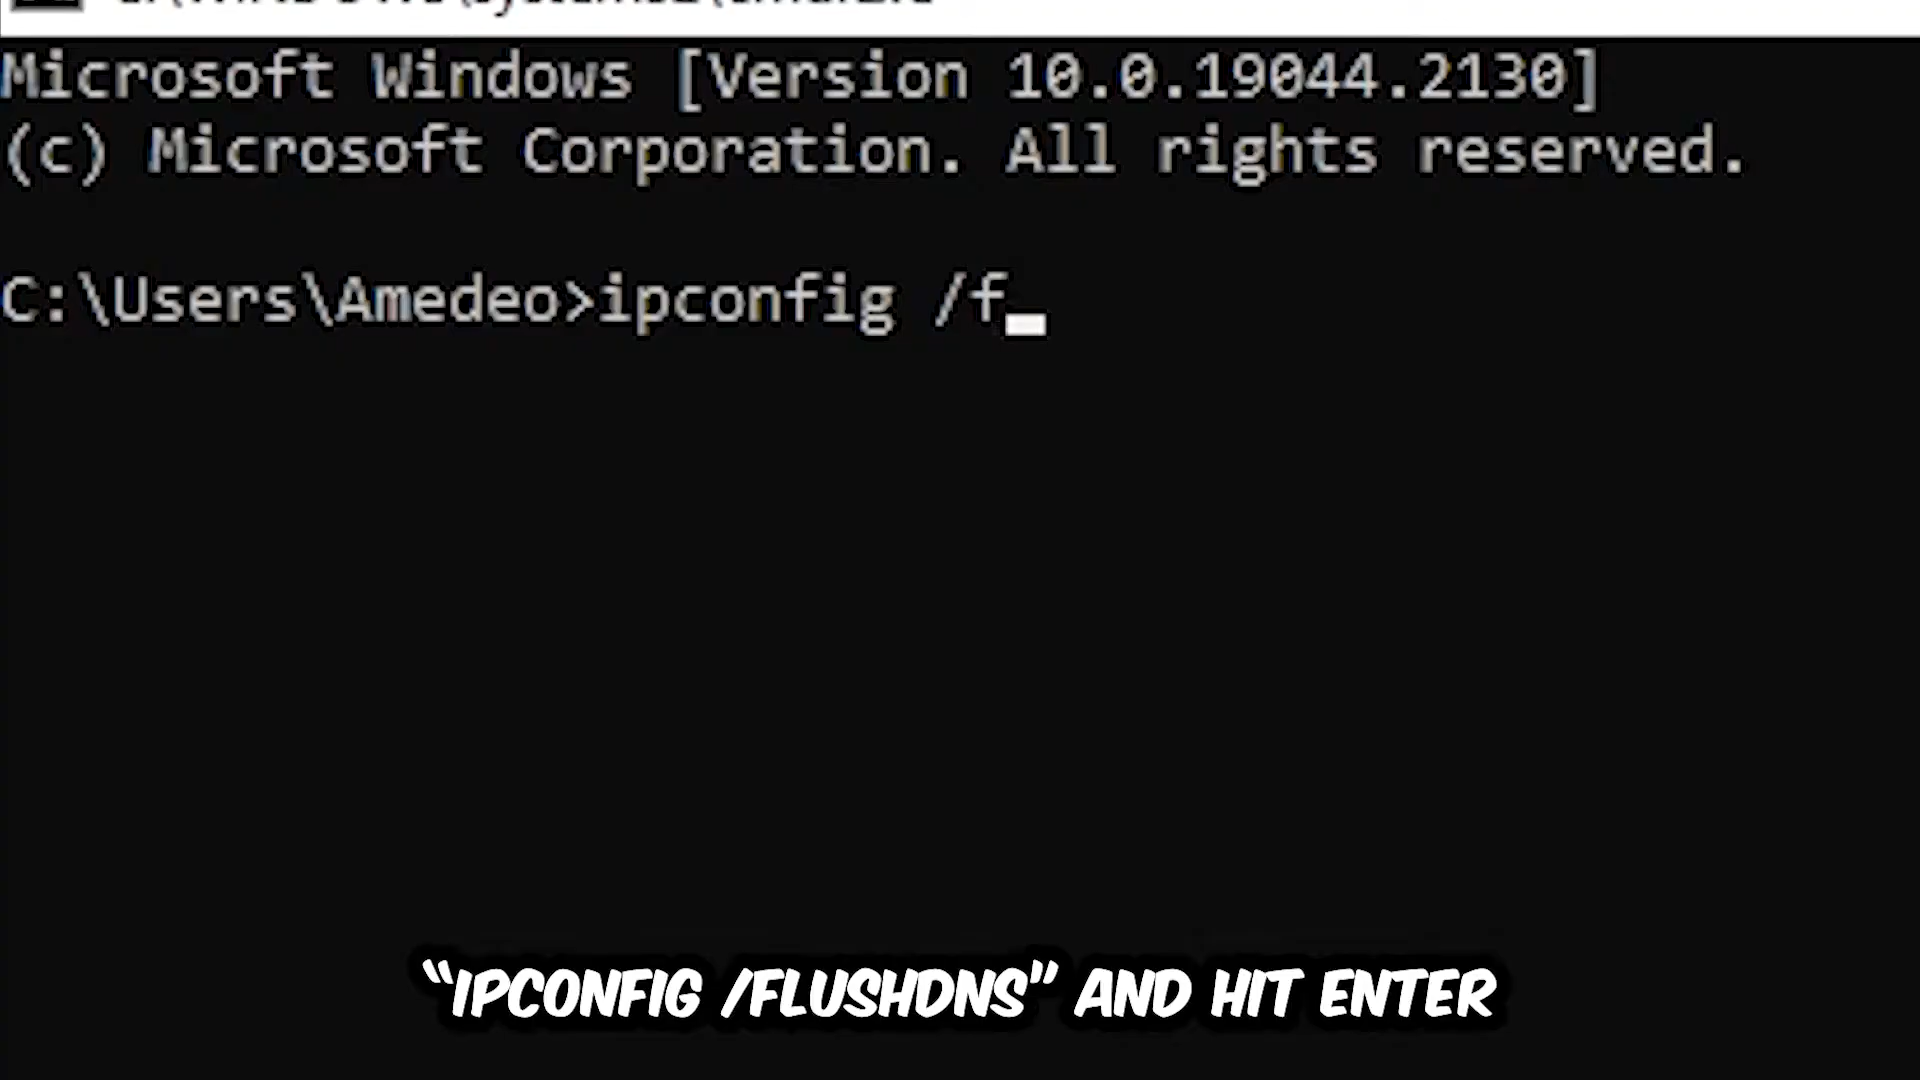 Microsoft Windows [Version 10.0.19044.2130]
(c) Microsoft Corporation. All rights reserved.
C:\Users\Amedeo>ipconfig /f_
“IPCONFIG /FLUSHDNS” AND HIT ENTER